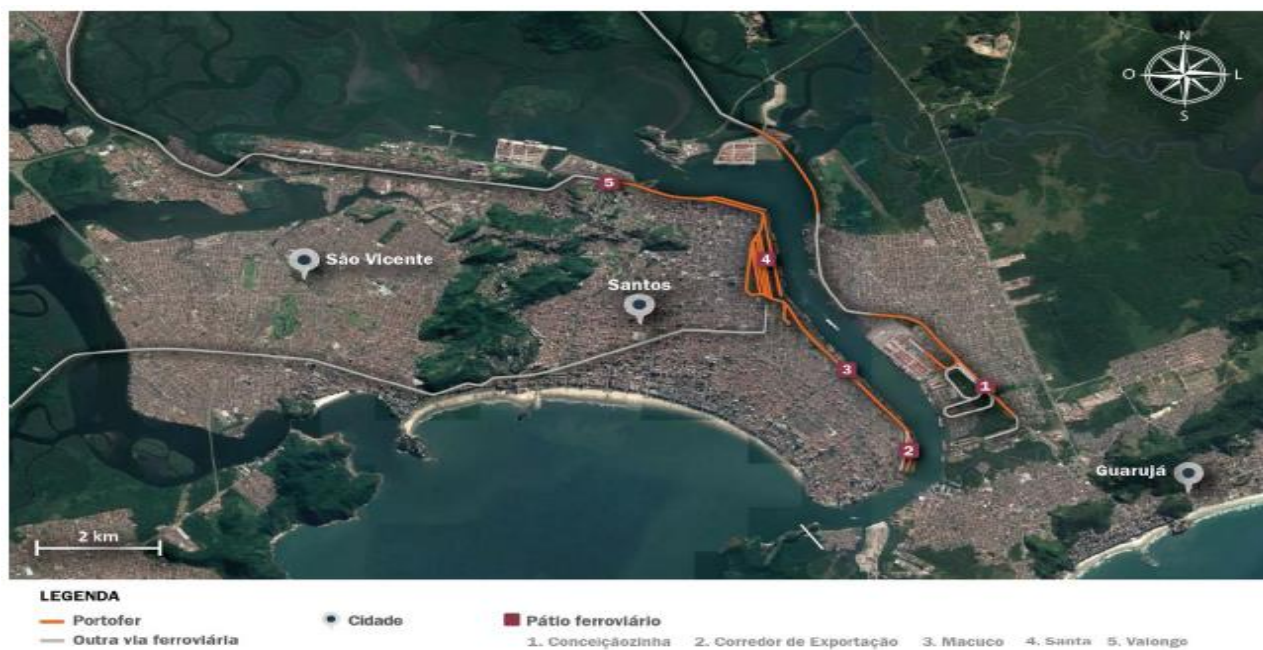 N
O L
S
5
4
São Vicente
Santos
3
1
2
Guarujá
2 km
LEGENDA
Portofer
Cidade
Pátio ferroviário
Outra via ferroviária
1. Conceiçãozinha 2. Corredor de Exportação 3. Macuco 4. Santa 5. Valongo